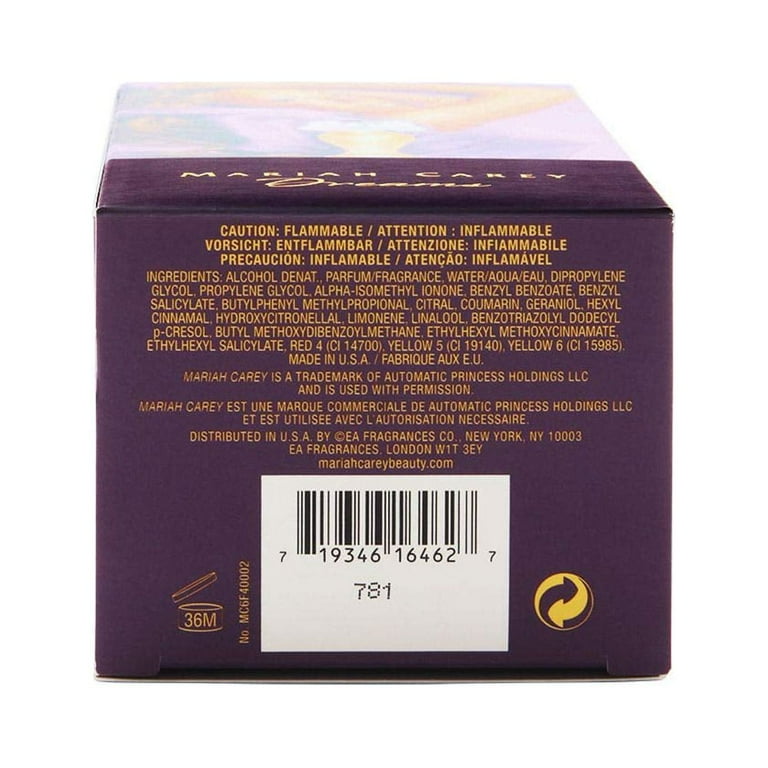 MARIAH CAREY
Dreams
CAUTION: FLAMMABLE / ATTENTION : INFLAMMABLE
VORSICHT: ENTFLAMMBAR / ATTENZIONE: INFIAMMABILE
PRECAUCIÓN: INFLAMABLE / ATENÇÃO: INFLAMÁVEL
INGREDIENTS: ALCOHOL DENAT., PARFUM/FRAGRANCE, WATER/AQUA/EAU, DIPROPYLENE
GLYCOL, PROPYLENE GLYCOL, ALPHA-ISOMETHYL IONONE, BENZYL BENZOATE, BENZYL
SALICYLATE, BUTYLPHENYL METHYLPROPIONAL, CITRAL, COUMARIN, GERANIOL, HEXYL
CINNAMAL, HYDROXYCITRONELLAL, LIMONENE, LINALOOL, BENZOTRIAZOLYL DODECYL
p-CRESOL, BUTYL METHOXYDIBENZOYLMETHANE, ETHYLHEXYL METHOXYCINNAMATE,
ETHYLHEXYL SALICYLATE, RED 4 (CI 14700), YELLOW 5 (CI 19140), YELLOW 6 (CI 15985).
MADE IN U.S.A. / FABRIQUE AUX E.U.
MARIAH CAREY IS A TRADEMARK OF AUTOMATIC PRINCESS HOLDINGS LLC
AND IS USED WITH PERMISSION.
MARIAH CAREY EST UNE MARQUE COMMERCIALE DE AUTOMATIC PRINCESS HOLDINGS LLC
ET EST UTILISEE AVEC L'AUTORISATION NECESSAIRE.
DISTRIBUTED IN U.S.A. BY ©EA FRAGRANCES CO., NEW YORK, NY 10003
EA FRAGRANCES, LONDON W1T 3EY
mariahcareybeauty.com
7 19346 16462 7
781
36M
No. MC6F40002